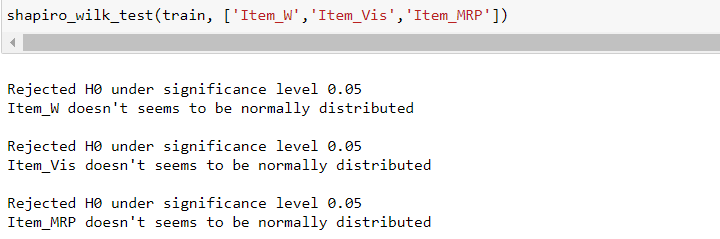 shapiro_wilk_test(train, ['Item_W','Item_Vis','Item_MRP'])
Rejected H0 under significance level 0.05
Item_W doesn't seems to be normally distributed
Rejected H0 under significance level 0.05
Item_Vis doesn't seems to be normally distributed
Rejected H0 under significance level 0.05
Item_MRP doesn't seems to be normally distributed